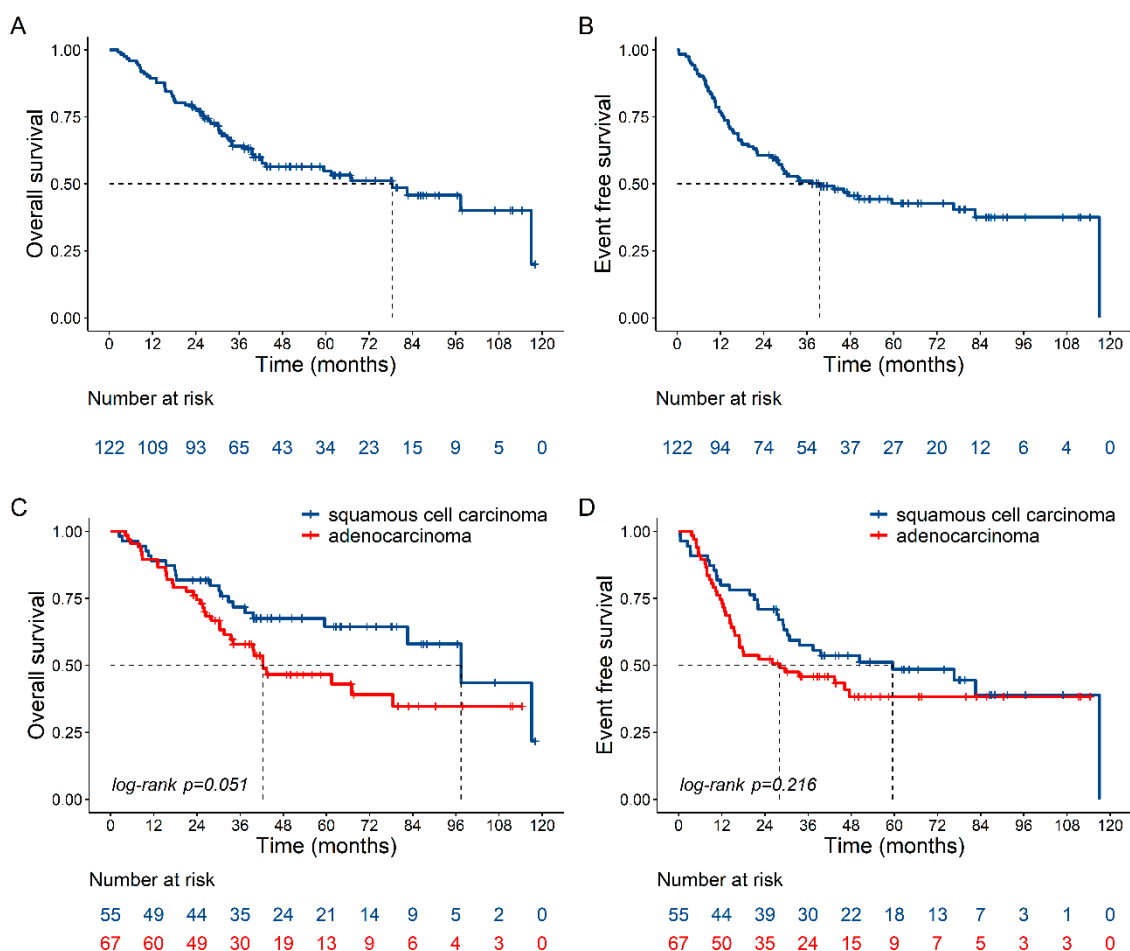 A
Overall survival
1.00
0.75
0.50
0.25
0.00
0 12 24 36 48 60 72 84 96 108 120
Time (months)
Number at risk
122 109 93 65 43 34 23 15 9 5 0
B
Event free survival
1.00
0.75
0.50
0.25
0.00
0 12 24 36 48 60 72 84 96 108 120
Time (months)
Number at risk
122 94 74 54 37 27 20 12 6 4 0
C
squamous cell carcinoma
adenocarcinoma
Overall survival
1.00
0.75
0.50
0.25
0.00
log-rank p=0.051
0 12 24 36 48 60 72 84 96 108 120
Time (months)
Number at risk
55 49 44 35 24 21 14 9 5 2 0
67 60 49 30 19 13 9 6 4 3 0
D
squamous cell carcinoma
adenocarcinoma
Event free survival
1.00
0.75
0.50
0.25
0.00
log-rank p=0.216
0 12 24 36 48 60 72 84 96 108 120
Time (months)
Number at risk
55 44 39 30 22 18 13 7 3 1 0
67 50 35 24 15 9 7 5 3 3 0